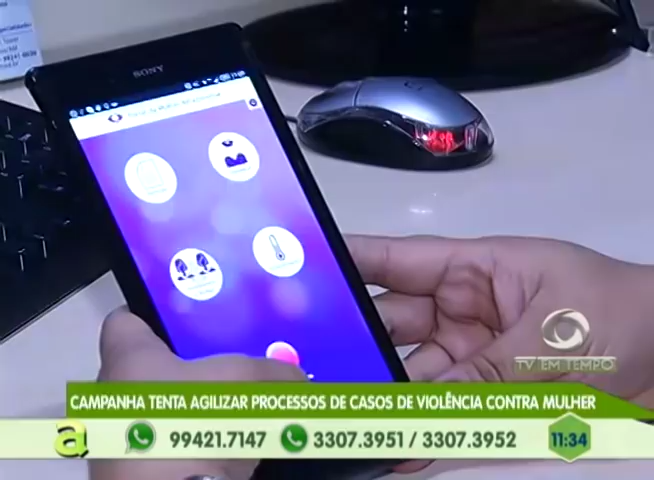 SONY
TV EM TEMPO
CAMPANHA TENTA AGILIZAR PROCESSOS DE CASOS DE VIOLÊNCIA CONTRA MULHER
a 99421.7147 3307.3951 / 3307.3952 11:34